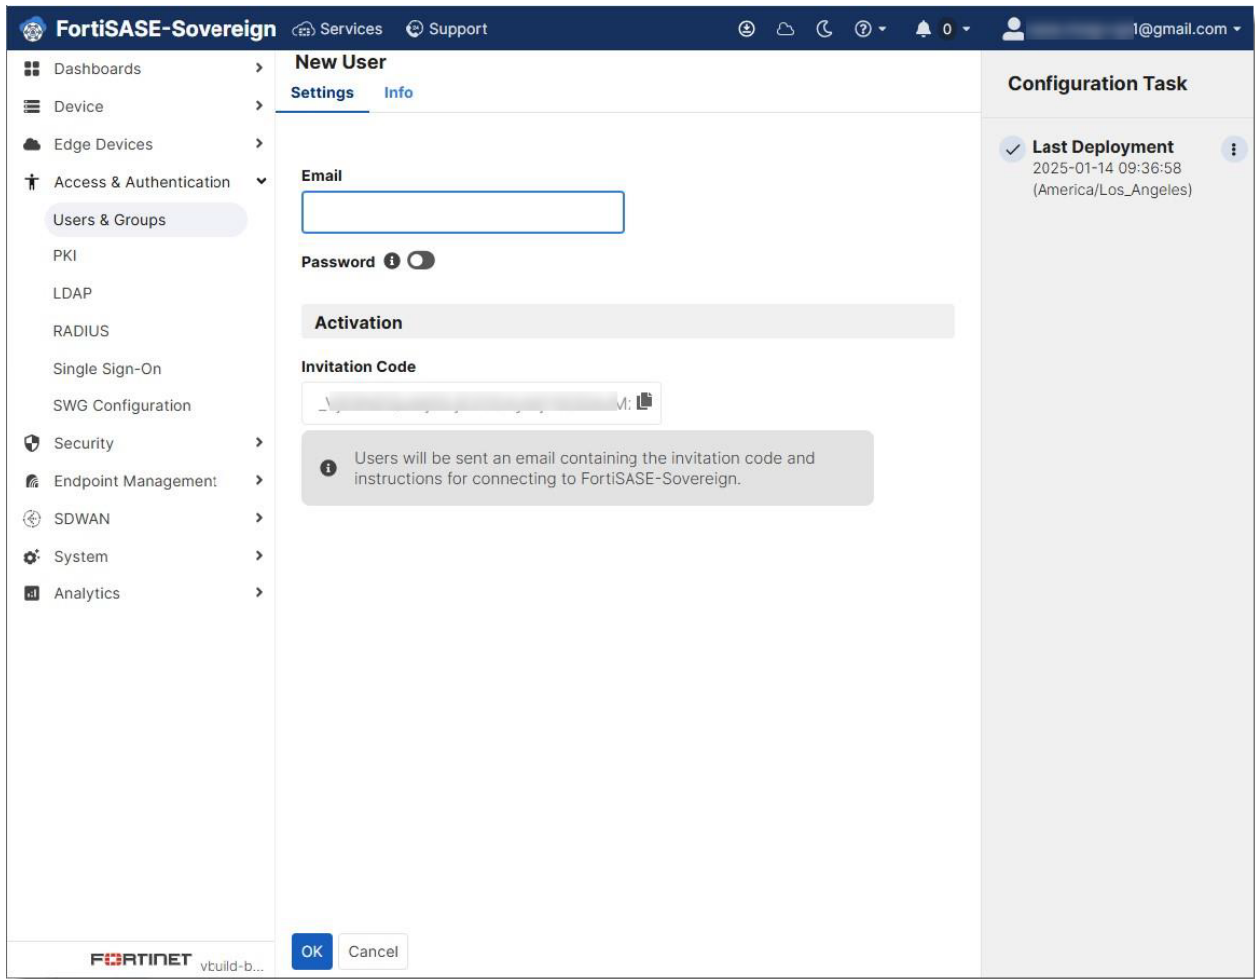 FortiSASE-Sovereign Services Support 0 1@gmail.com
Dashboards
Device
Edge Devices
Access & Authentication
Users & Groups
PKI
LDAP
RADIUS
Single Sign-On
SWG Configuration
Security
Endpoint Management
SDWAN
System
Analytics
FORTINET vbuild-b...
New User
Settings Info
Email
Password
Activation
Invitation Code
Users will be sent an email containing the invitation code and
instructions for connecting to FortiSASE-Sovereign.
OK Cancel
Configuration Task
Last Deployment
2025-01-14 09:36:58
(America/Los_Angeles)